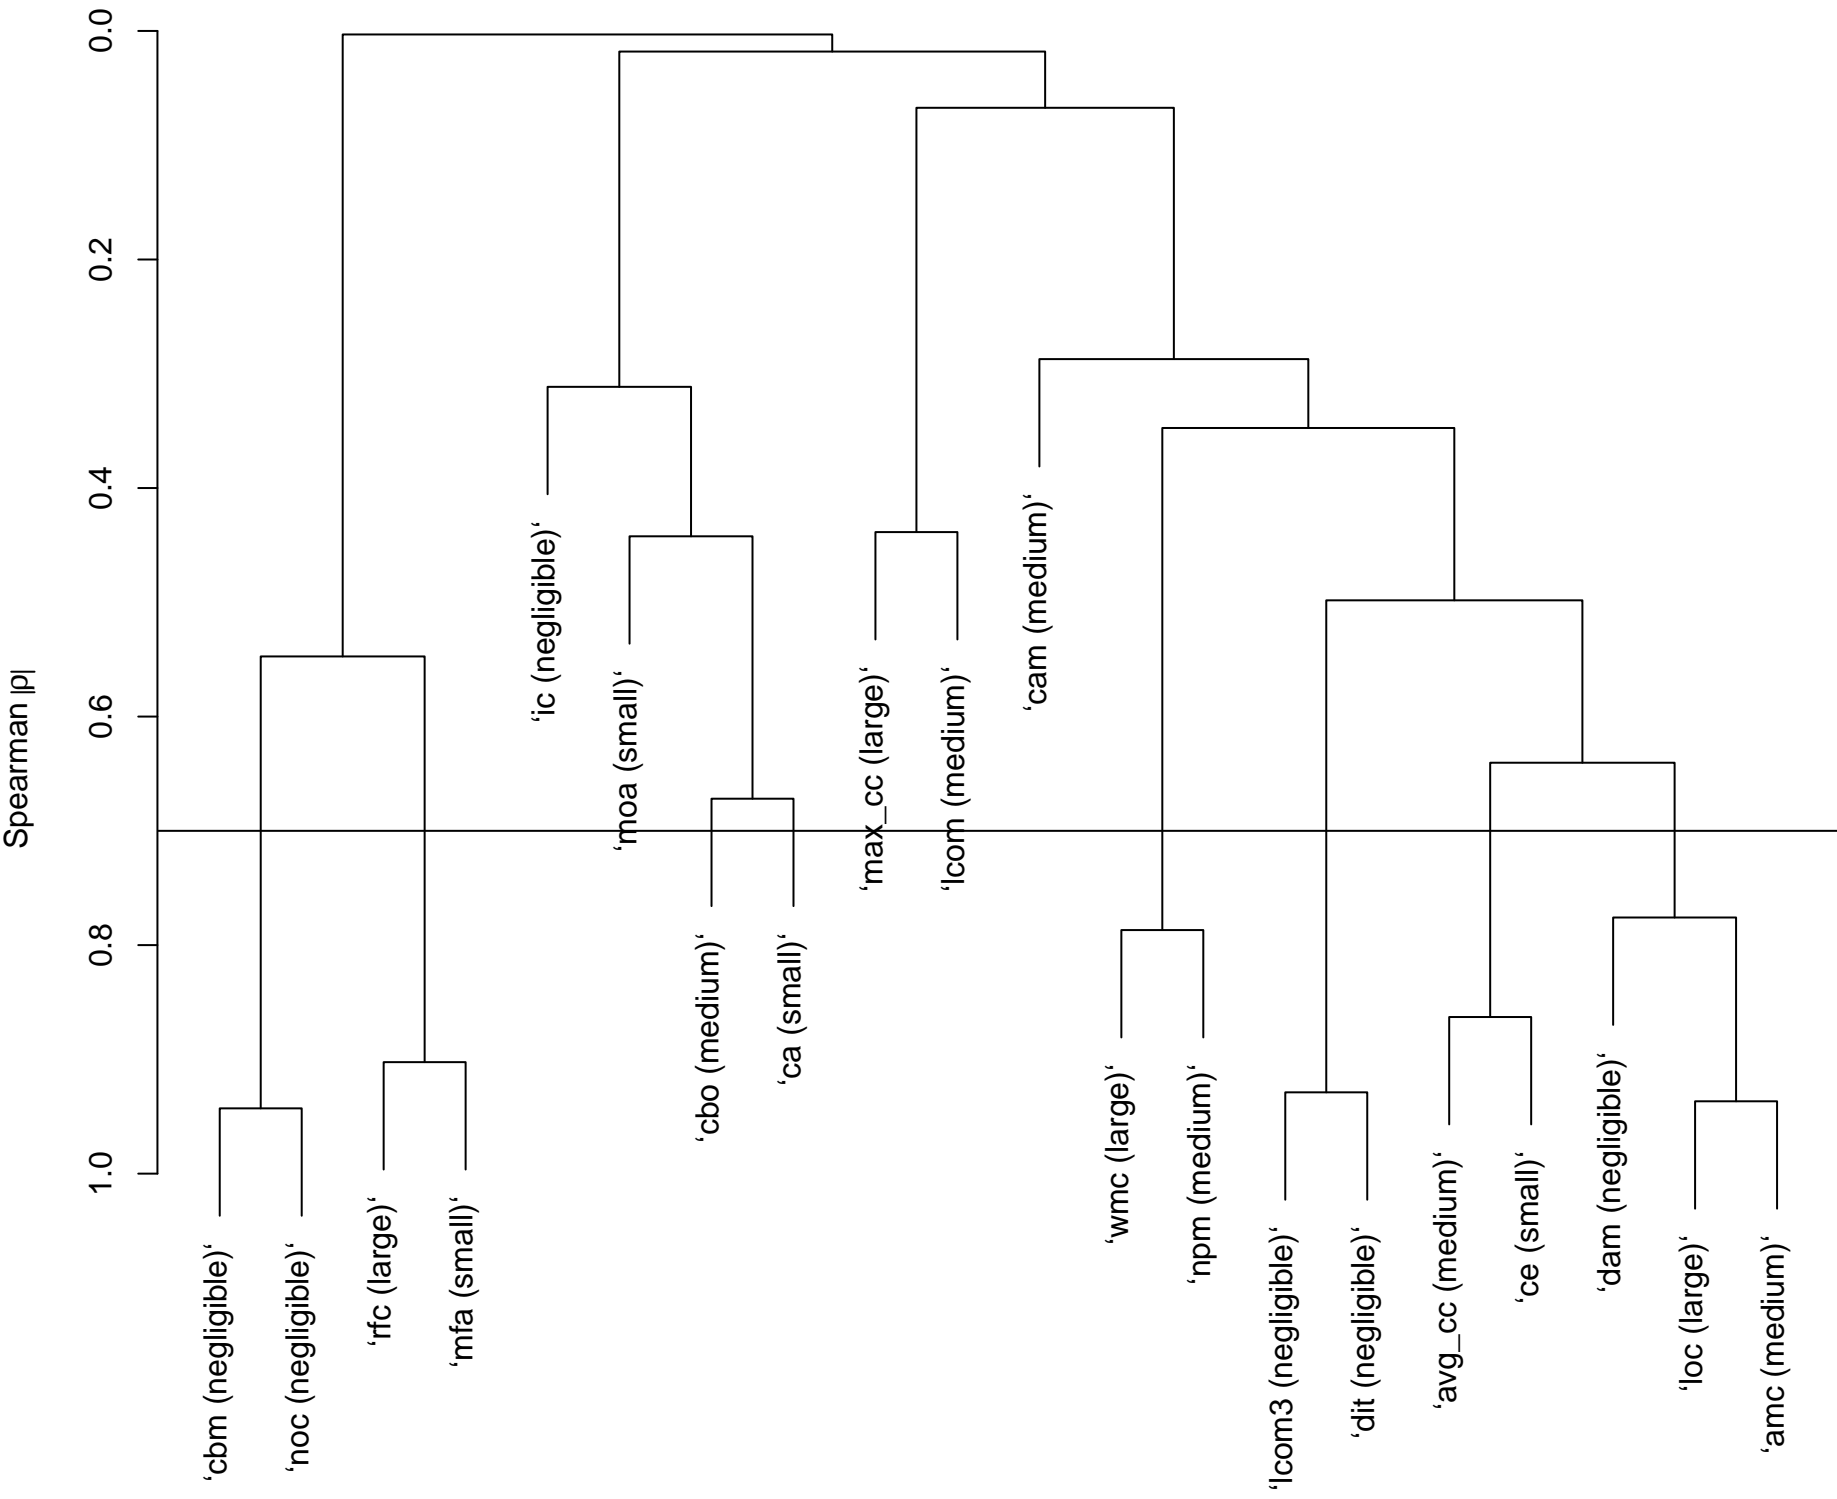 Spearman |ρ|
0.0
0.2
0.4
0.6
0.8
1.0
‘cbm (negligible)‘
‘noc (negligible)‘
‘rfc (large)‘
‘mfa (small)‘
‘ic (negligible)‘
‘moa (small)‘
‘cbo (medium)‘
‘ca (small)‘
‘max_cc (large)‘
‘lcom (medium)‘
‘cam (medium)‘
‘wmc (large)‘
‘npm (medium)‘
‘lcom3 (negligible)‘
‘dit (negligible)‘
‘avg_cc (medium)‘
‘ce (small)‘
‘dam (negligible)‘
‘loc (large)‘
‘amc (medium)‘